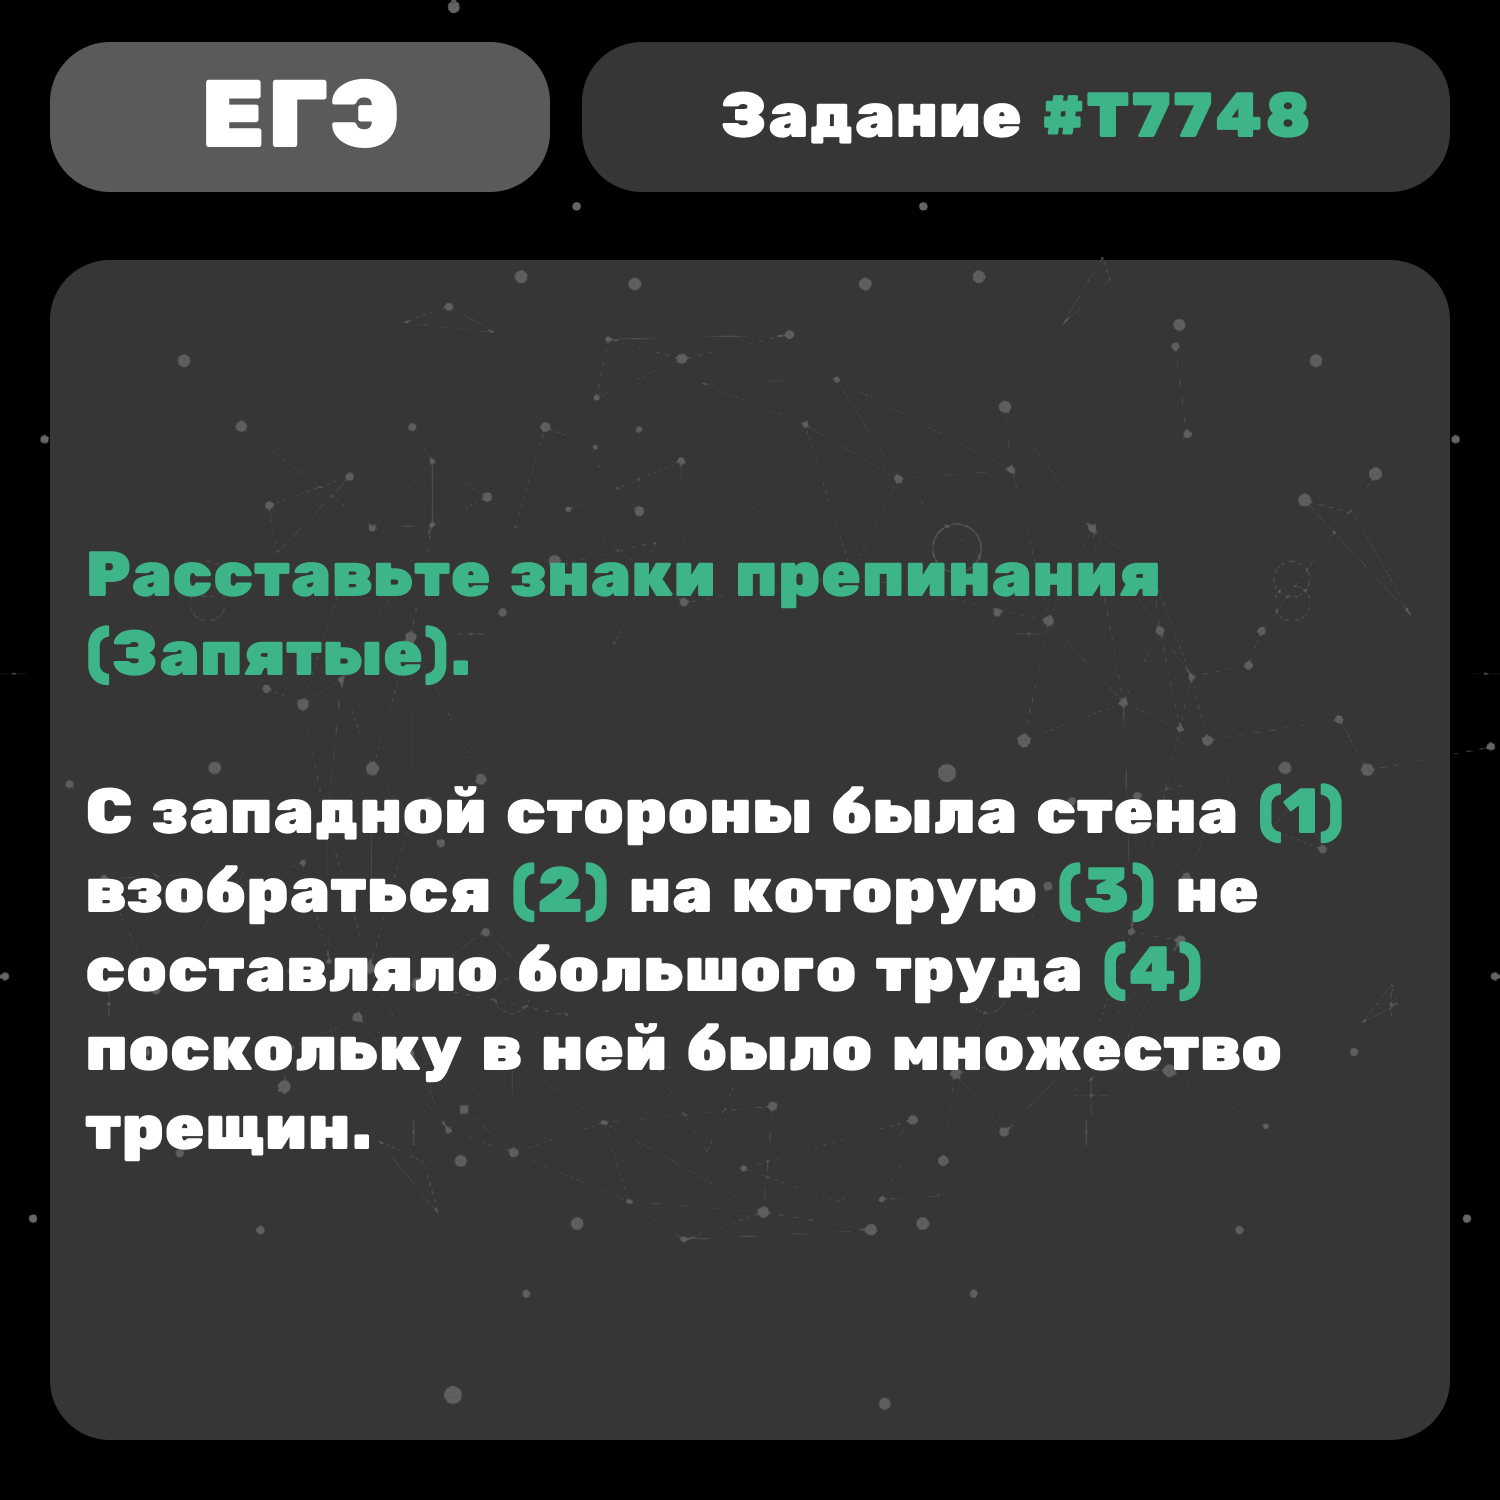 ЕГЭ
Задание #T7748
Расставьте знаки препинания
(Запятые).
С западной стороны была стена (1)
взобраться (2) на которую (3) не
составляло большого труда (4)
поскольку в ней было множество
трещин.